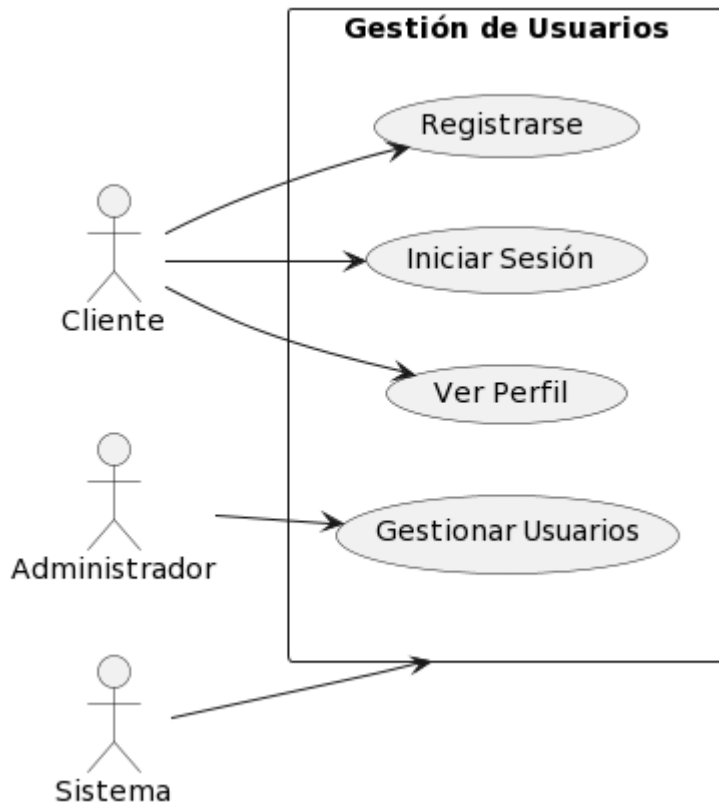 Gestión de Usuarios
Registrarse
Iniciar Sesión
Cliente
Ver Perfil
Gestionar Usuarios
Administrador
Sistema